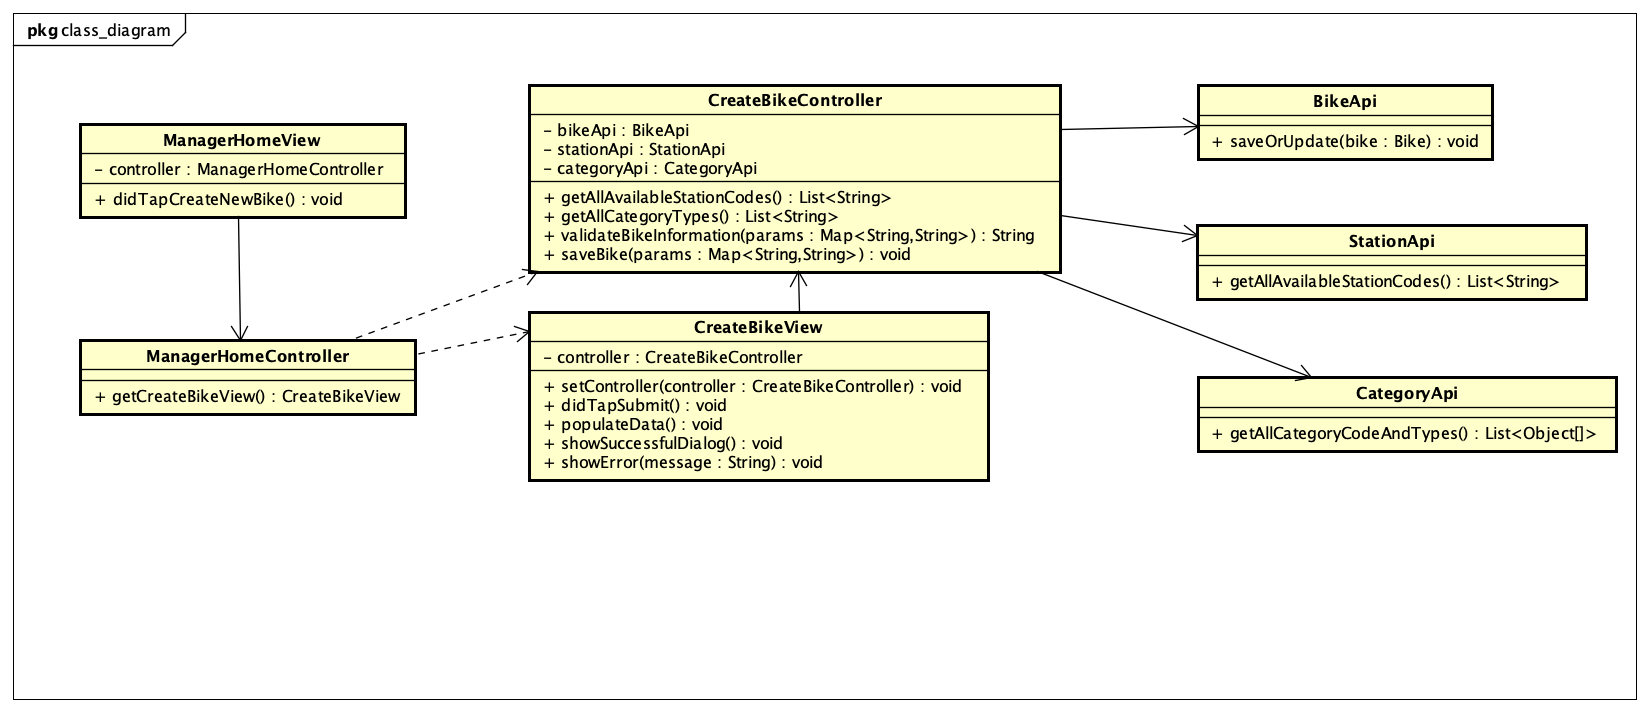 pkg class_diagram
ManagerHomeView
- controller : ManagerHomeController
+ didTapCreateNewBike() : void
ManagerHomeController
+ getCreateBikeView() : CreateBikeView
CreateBikeController
- bikeApi : BikeApi
- stationApi : StationApi
- categoryApi : CategoryApi
+ getAllAvailableStationCodes() : List<String>
+ getAllCategoryTypes() : List<String>
+ validateBikeInformation(params : Map<String,String>) : String
+ saveBike(params : Map<String,String>) : void
CreateBikeView
- controller : CreateBikeController
+ setController(controller : CreateBikeController) : void
+ didTapSubmit() : void
+ populateData() : void
+ showSuccessfulDialog() : void
+ showError(message : String) : void
BikeApi
+ saveOrUpdate(bike : Bike) : void
StationApi
+ getAllAvailableStationCodes() : List<String>
CategoryApi
+ getAllCategoryCodeAndTypes() : List<Object[]>